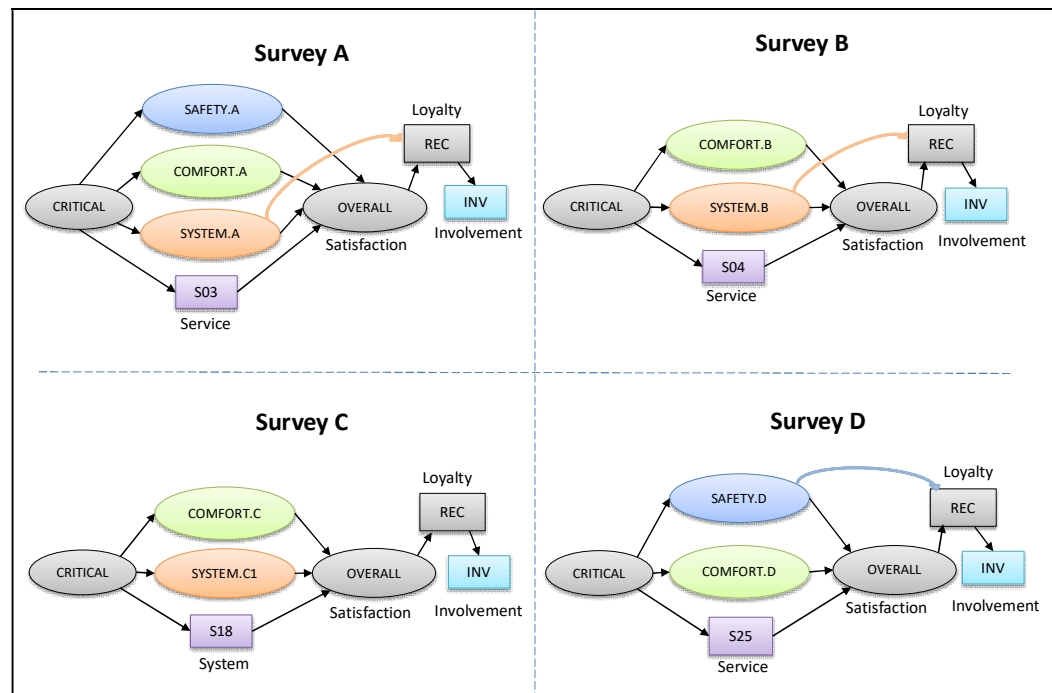 Survey A
SAFETY.A
Loyalty
REC
COMFORT.A
CRITICAL
OVERALL
INV
SYSTEM.A
Satisfaction
Involvement
S03
Service
Survey B
Loyalty
COMFORT.B
REC
CRITICAL
SYSTEM.B
OVERALL
INV
Satisfaction
Involvement
S04
Service
Survey C
Loyalty
COMFORT.C
REC
CRITICAL
SYSTEM.C1
OVERALL
INV
Satisfaction
Involvement
S18
System
Survey D
Loyalty
SAFETY.D
REC
CRITICAL
COMFORT.D
OVERALL
INV
Satisfaction
Involvement
S25
Service